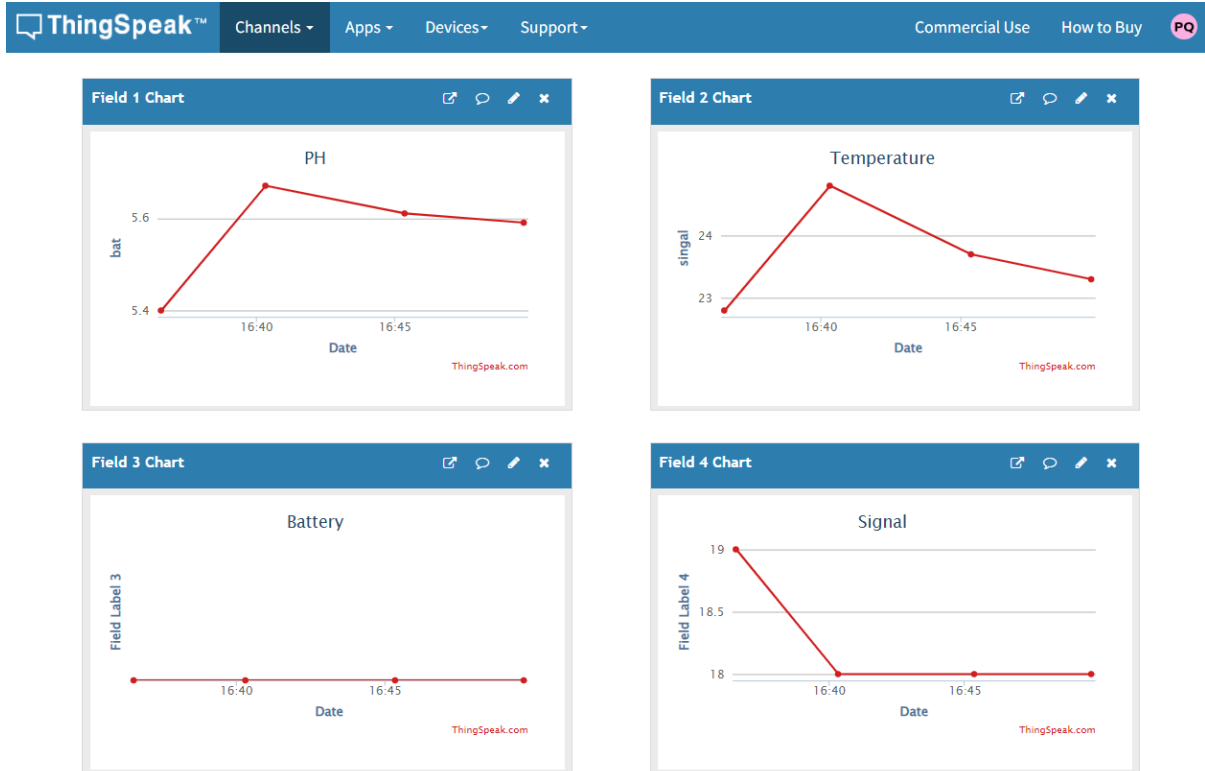 ThingSpeak™ Channels Apps Devices Support Commercial Use How to Buy PQ
Field 1 Chart
PH
5.6
5.4
bat
16:40 16:45
Date
ThingSpeak.com
Field 2 Chart
Temperature
24
23
singal
16:40 16:45
Date
ThingSpeak.com
Field 3 Chart
Battery
Field Label 3
16:40 16:45
Date
ThingSpeak.com
Field 4 Chart
Signal
19
18.5
18
Field Label 4
16:40 16:45
Date
ThingSpeak.com